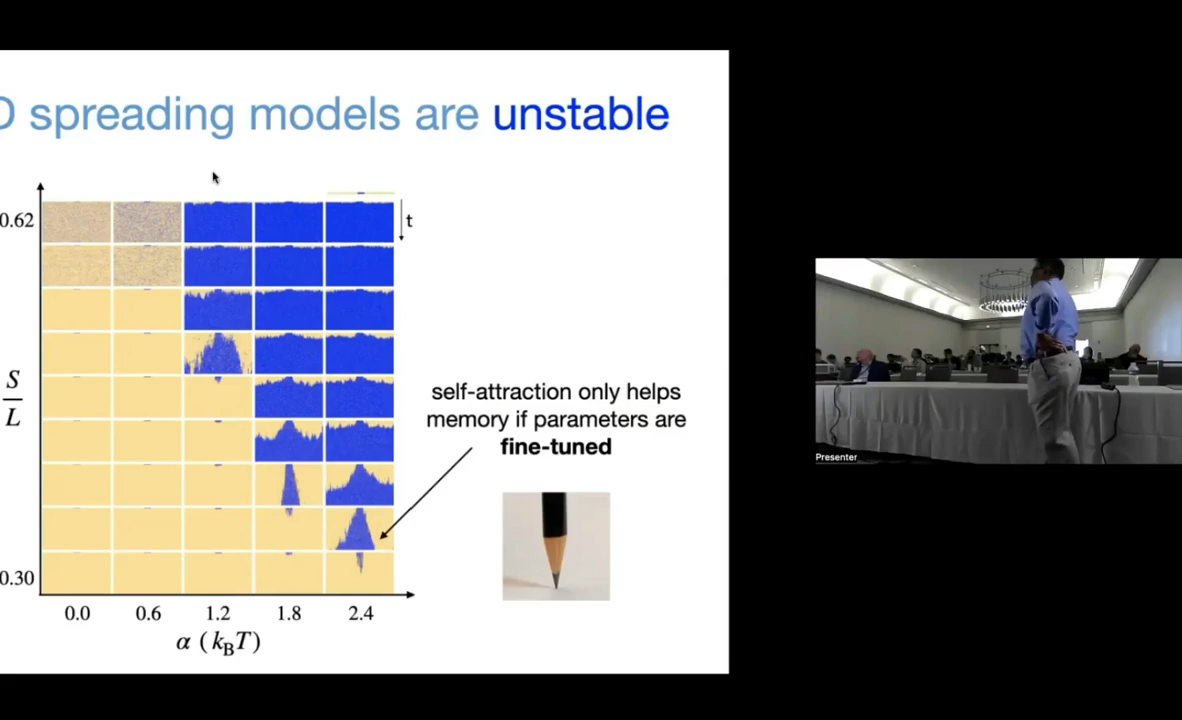 D spreading models are unstable
0.62
t
S
L
self-attraction only helps
memory if parameters are
fine-tuned
0.30
0.0 0.6 1.2 1.8 2.4
α (k_BT)
Presenter